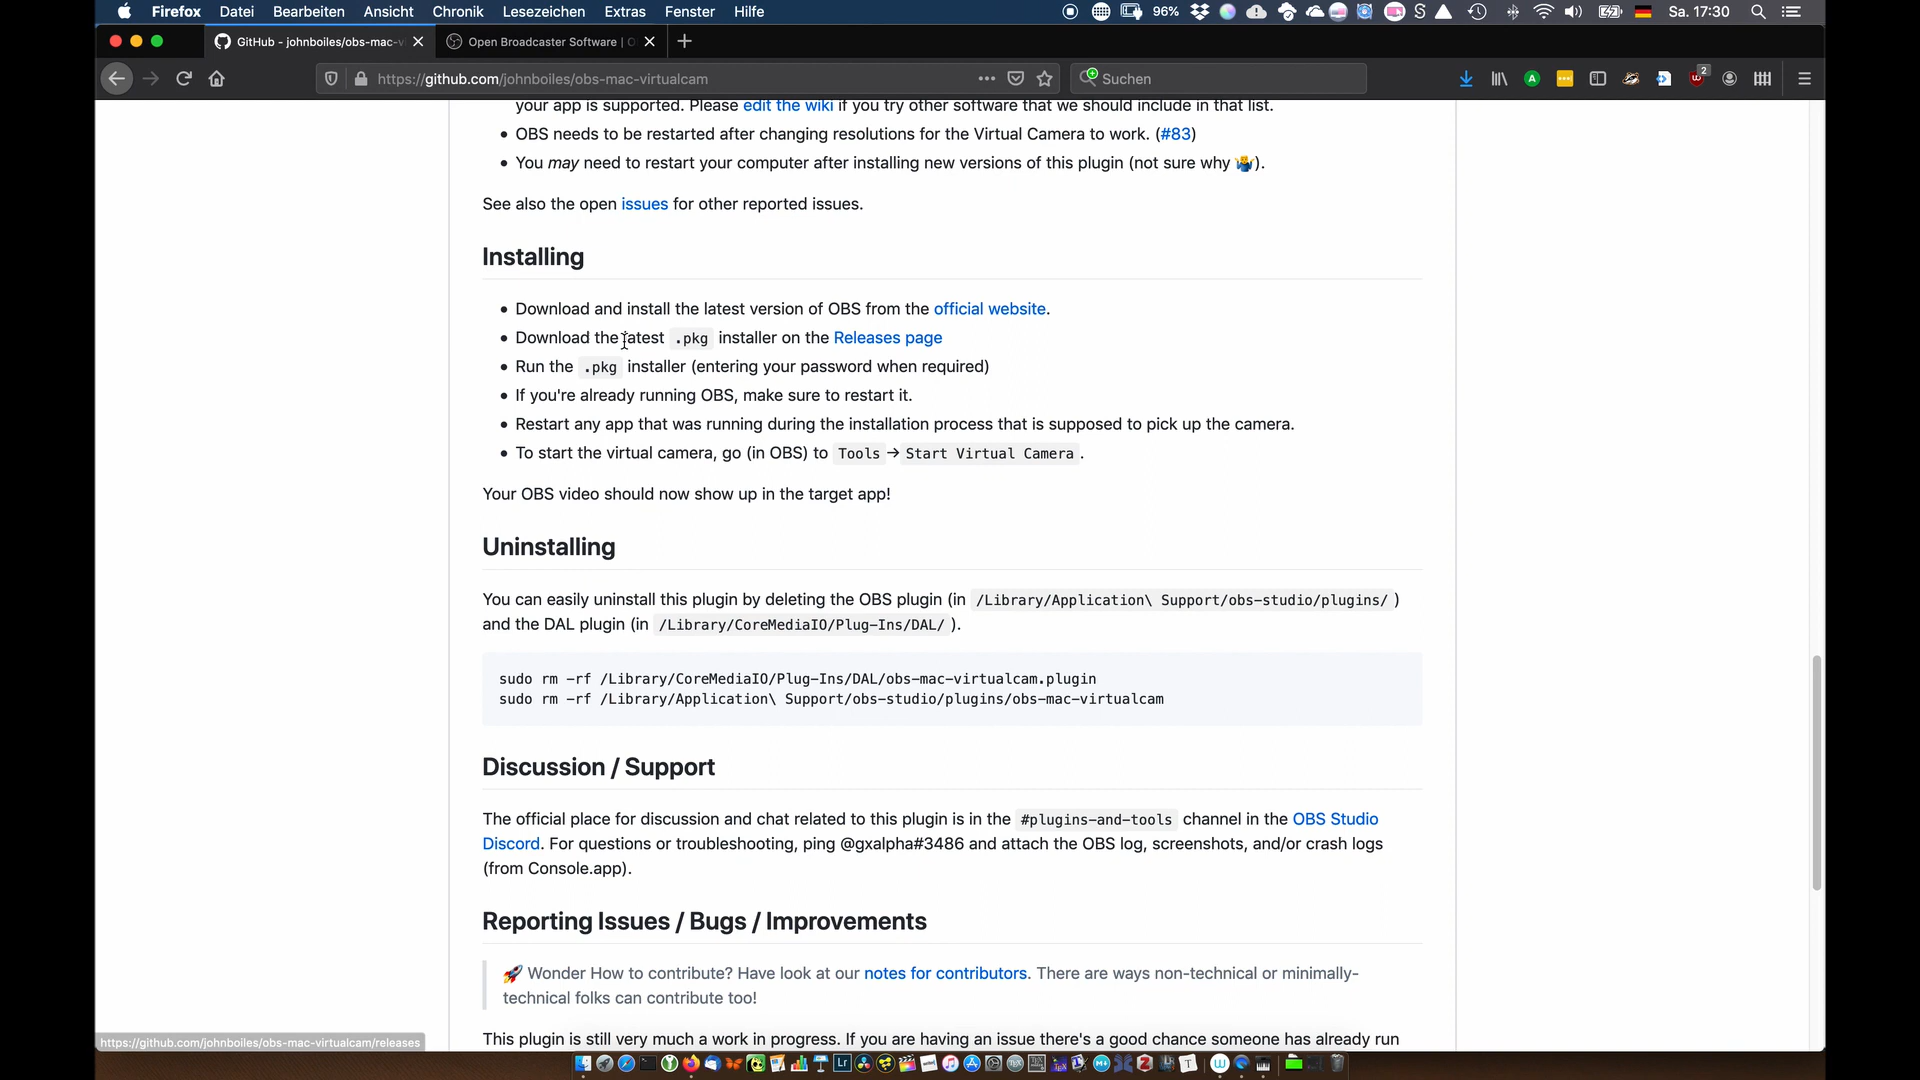 Firefox Datei Bearbeiten Ansicht Chronik Lesezeichen Extras Fenster Hilfe 96% Sa. 17:30
GitHub - johnboiles/obs-mac-v Open Broadcaster Software | O
https://github.com/johnboiles/obs-mac-virtualcam Suchen 2
your app is supported. Please edit the wiki if you try other software that we should include in that list.
• OBS needs to be restarted after changing resolutions for the Virtual Camera to work. (#83)
• You may need to restart your computer after installing new versions of this plugin (not sure why 🤷).
See also the open issues for other reported issues.
Installing
• Download and install the latest version of OBS from the official website.
• Download the latest .pkg installer on the Releases page
• Run the .pkg installer (entering your password when required)
• If you're already running OBS, make sure to restart it.
• Restart any app that was running during the installation process that is supposed to pick up the camera.
• To start the virtual camera, go (in OBS) to Tools → Start Virtual Camera.
Your OBS video should now show up in the target app!
Uninstalling
You can easily uninstall this plugin by deleting the OBS plugin (in /Library/Application\ Support/obs-studio/plugins/ )
and the DAL plugin (in /Library/CoreMediaIO/Plug-Ins/DAL/ ).
sudo rm -rf /Library/CoreMediaIO/Plug-Ins/DAL/obs-mac-virtualcam.plugin
sudo rm -rf /Library/Application\ Support/obs-studio/plugins/obs-mac-virtualcam
Discussion / Support
The official place for discussion and chat related to this plugin is in the #plugins-and-tools channel in the OBS Studio
Discord. For questions or troubleshooting, ping @gxalpha#3486 and attach the OBS log, screenshots, and/or crash logs
(from Console.app).
Reporting Issues / Bugs / Improvements
🚀 Wonder How to contribute? Have look at our notes for contributors. There are ways non-technical or minimally-
technical folks can contribute too!
This plugin is still very much a work in progress. If you are having an issue there's a good chance someone has already run
https://github.com/johnboiles/obs-mac-virtualcam/releases